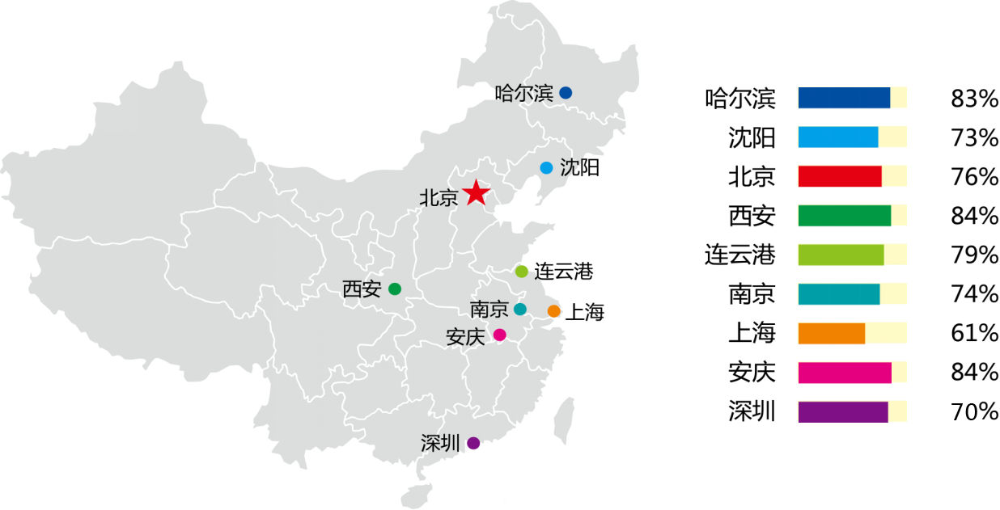 哈尔滨
沈阳
北京
连云港
西安
南京
上海
安庆
深圳
哈尔滨 83%
沈阳 73%
北京 76%
西安 84%
连云港 79%
南京 74%
上海 61%
安庆 84%
深圳 70%